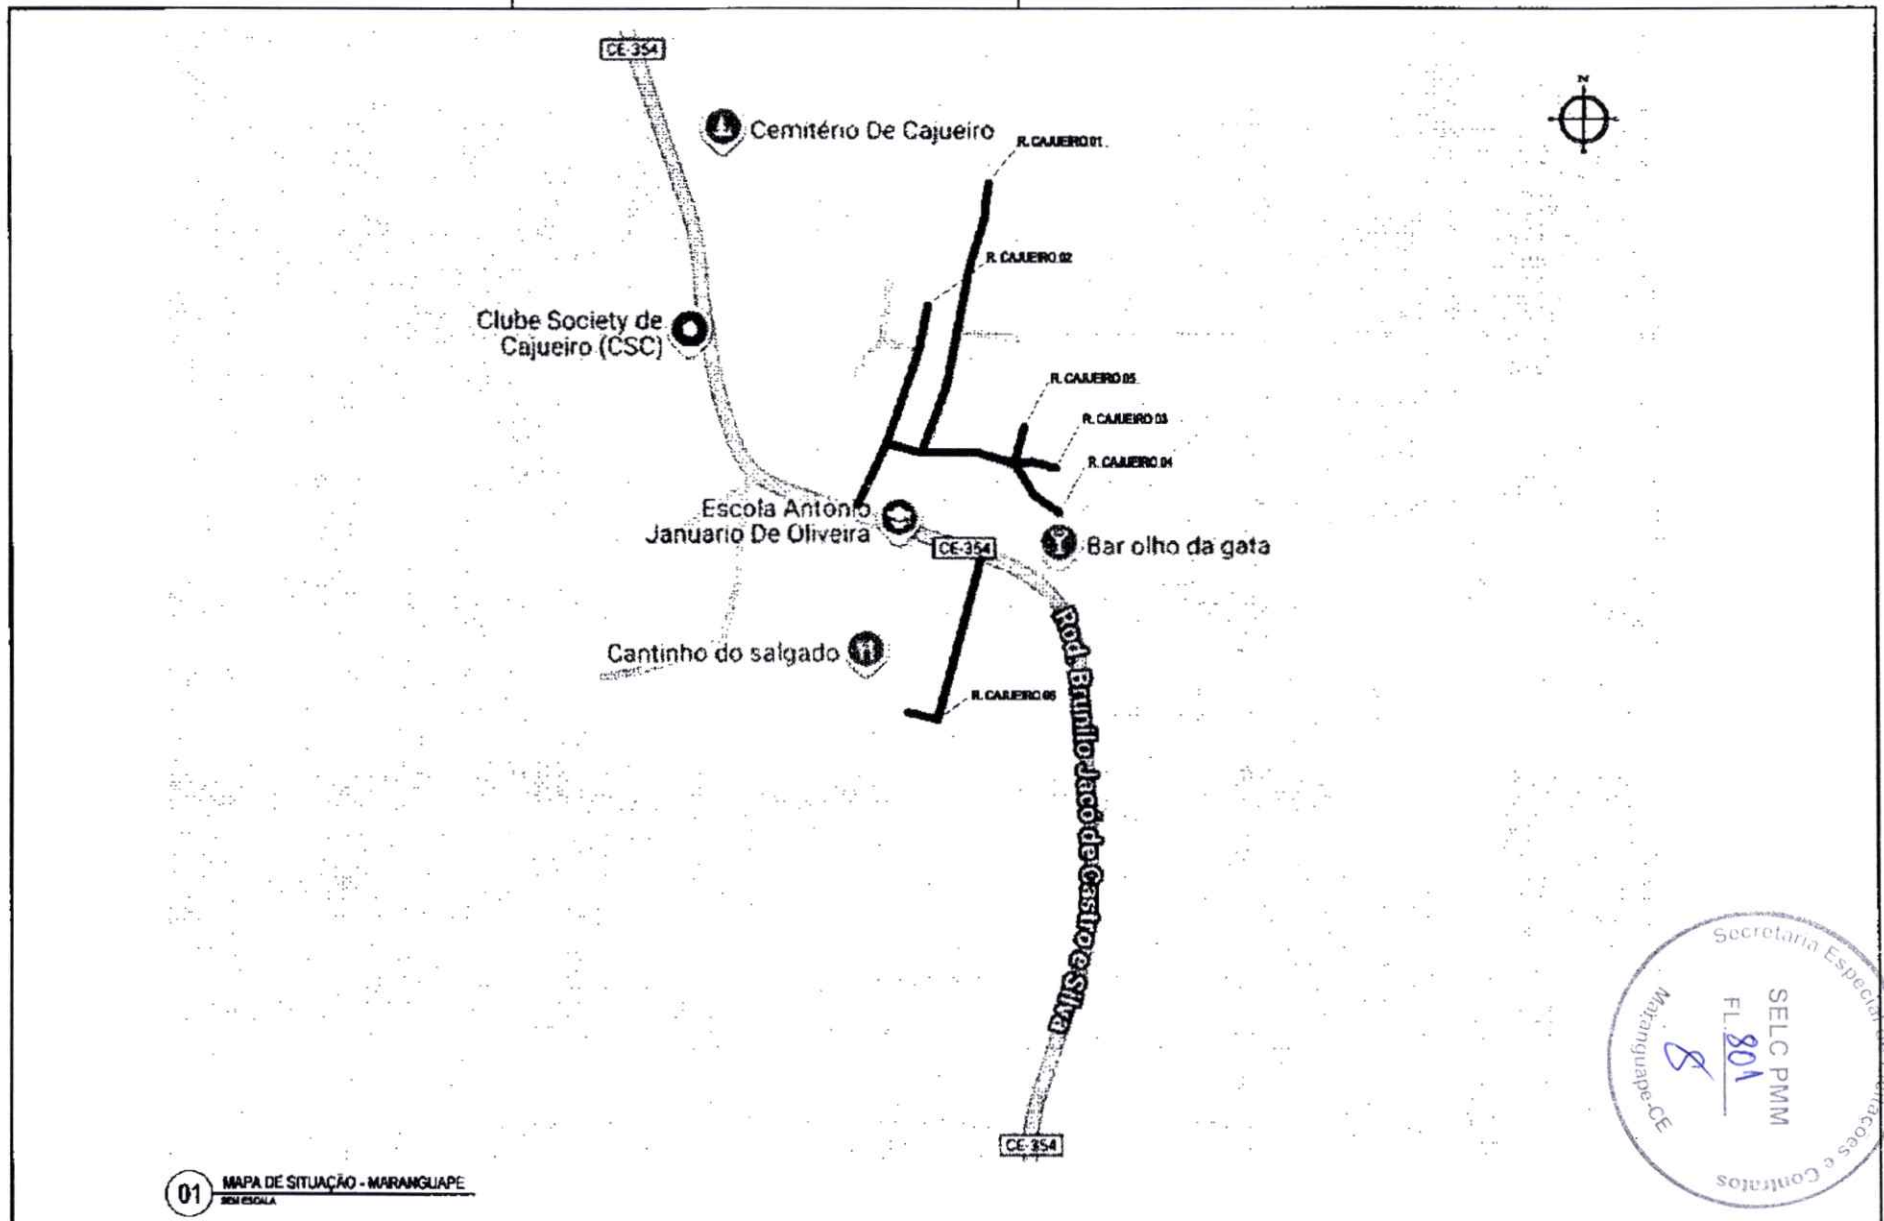 CE-354
N
Cemitério De Cajueiro
R. CAJUEIRO 01
R. CAJUEIRO 02
Clube Society de
Cajueiro (CSC)
R. CAJUEIRO 05
R. CAJUEIRO 03
R. CAJUEIRO 04
Escola Antonio
Januario De Oliveira
CE-354
Bar olho da gata
Rod. Brunilo Jacó de Castro e Silva
Cantinho do salgado
R. CAJUEIRO 06
CE-354
01
MAPA DE SITUAÇÃO - MARANGUAPE
SEM ESCALA
Secretaria Especial de Licitações e Contratos
SELC PMM
FL. 801
Maranguape-CE